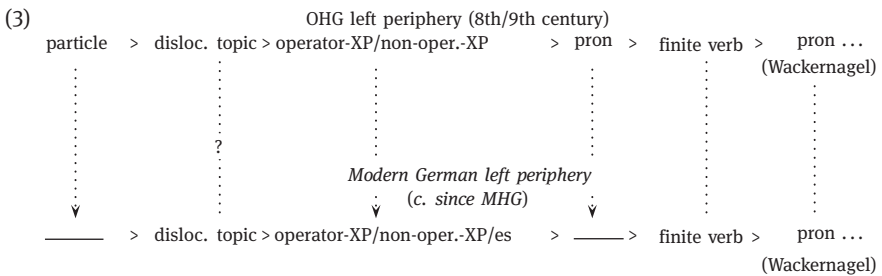 (3)
OHG left periphery (8th/9th century)
particle > disloc. topic > operator-XP/non-oper.-XP > pron > finite verb > pron …
(Wackernagel)
?
Modern German left periphery
(c. since MHG)
____ > disloc. topic > operator-XP/non-oper.-XP/es > ____ > finite verb > pron …
(Wackernagel)